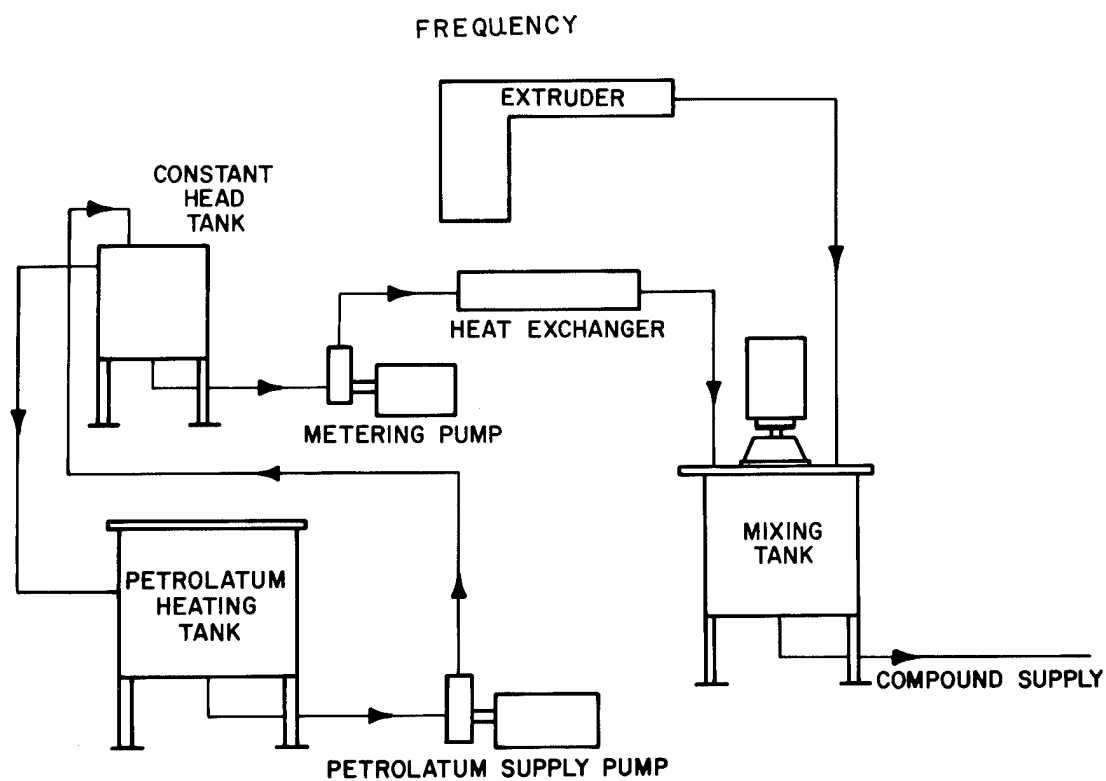 FREQUENCY
EXTRUDER
CONSTANT
HEAD
TANK
HEAT EXCHANGER
METERING PUMP
MIXING
TANK
PETROLATUM
HEATING
TANK
COMPOUND SUPPLY
PETROLATUM SUPPLY PUMP